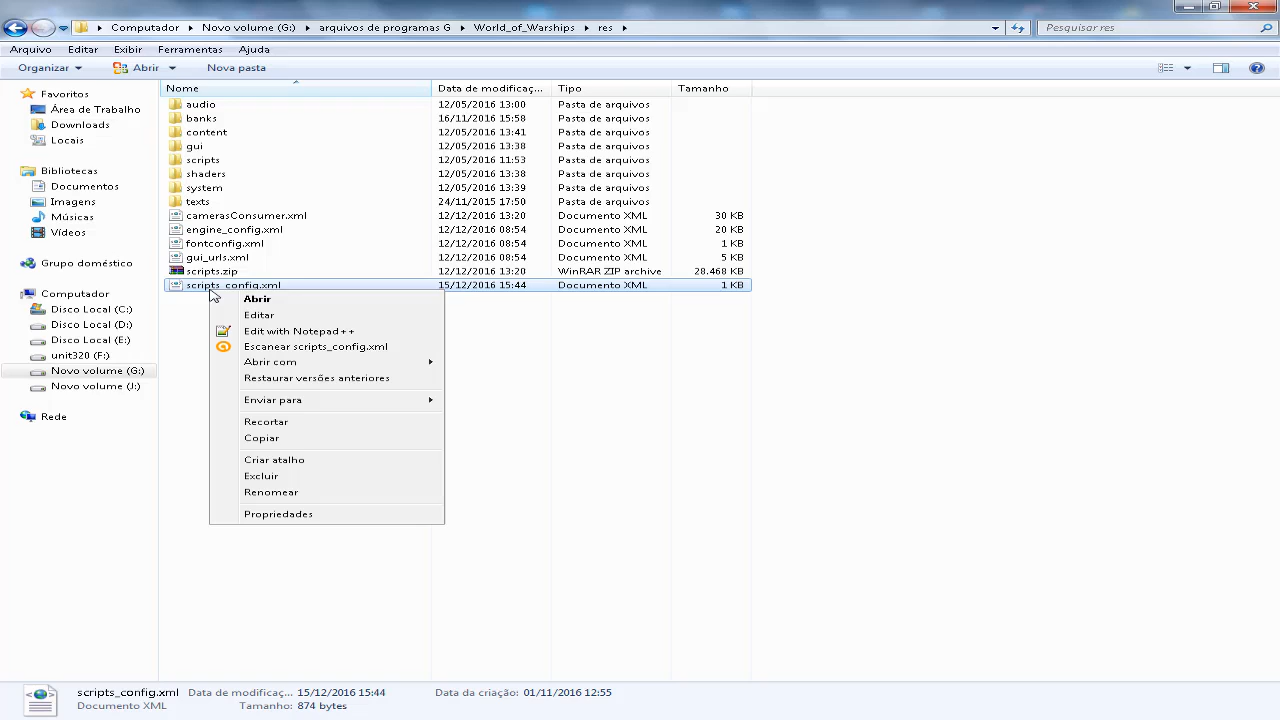 Computador Novo volume (G:) arquivos de programas G World_of_Warships res Pesquisar res
Arquivo Editar Exibir Ferramentas Ajuda
Organizar Abrir Nova pasta
Nome Data de modificaç... Tipo Tamanho
Favoritos
Área de Trabalho
Downloads
Locais
Bibliotecas
Documentos
Imagens
Músicas
Vídeos
Grupo doméstico
Computador
Disco Local (C:)
Disco Local (D:)
Disco Local (E:)
unit320 (F:)
Novo volume (G:)
Novo volume (J:)
Rede
audio 12/05/2016 13:00 Pasta de arquivos
banks 16/11/2016 15:58 Pasta de arquivos
content 12/05/2016 13:41 Pasta de arquivos
gui 12/05/2016 13:38 Pasta de arquivos
scripts 12/05/2016 11:53 Pasta de arquivos
shaders 12/05/2016 13:38 Pasta de arquivos
system 12/05/2016 13:39 Pasta de arquivos
texts 24/11/2015 17:50 Pasta de arquivos
camerasConsumer.xml 12/12/2016 13:20 Documento XML 30 KB
engine_config.xml 12/12/2016 08:54 Documento XML 20 KB
fontconfig.xml 12/12/2016 08:54 Documento XML 1 KB
gui_urls.xml 12/12/2016 08:54 Documento XML 5 KB
scripts.zip 12/12/2016 13:20 WinRAR ZIP archive 28.468 KB
scripts_config.xml 15/12/2016 15:44 Documento XML 1 KB
Abrir
Editar
Edit with Notepad++
Escanear scripts_config.xml
Abrir com
Restaurar versões anteriores
Enviar para
Recortar
Copiar
Criar atalho
Excluir
Renomear
Propriedades
scripts_config.xml Data de modificaç... 15/12/2016 15:44 Data de criação: 01/11/2016 12:55
Documento XML Tamanho: 874 bytes